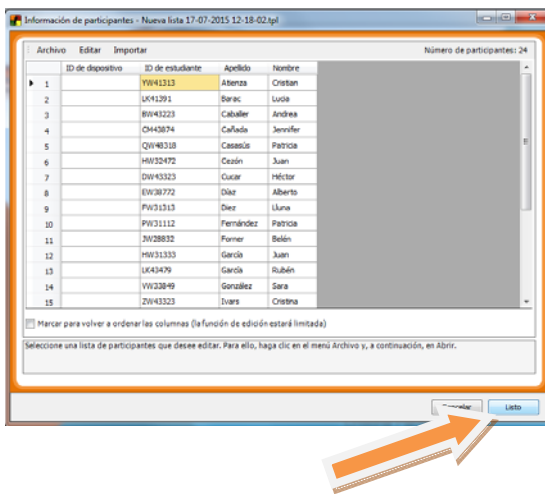 Información de participantes - Nueva lista 17-07-2015 12-18-02.tpl
Archivo Editar Importar Número de participantes: 24
ID de dispositivo ID de estudiante Apellido Nombre
1 YW41313 Atienza Cristian
2 LK41391 Barac Lucia
3 BW43223 Caballer Andrea
4 CM43874 Cañada Jennifer
5 QW48318 Casasús Patricia
6 HW32472 Cezón Juan
7 DW43323 Cucar Héctor
8 EW38772 Díaz Alberto
9 FW31313 Diez Lluna
10 PW31112 Fernández Patricia
11 JW28832 Forner Belén
12 HW31333 García Juan
13 LK43479 García Rubén
14 VW33849 González Sara
15 ZW43323 Ivars Cristina
Marcar para volver a ordenar las columnas (la función de edición estará limitada)
Seleccione una lista de participantes que desee editar. Para ello, haga clic en el menú Archivo y, a continuación, en Abrir.
Cancelar Listo